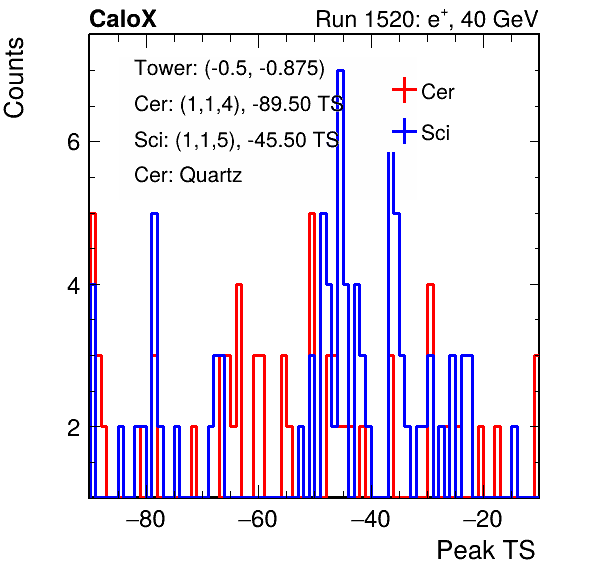 CaloX Run 1520: e+, 40 GeV
Counts
Tower: (-0.5, -0.875)
Cer: (1,1,4), -89.50 TS
Sci: (1,1,5), -45.50 TS
Cer: Quartz
Cer
Sci
6
4
2
−80 −60 −40 −20
Peak TS